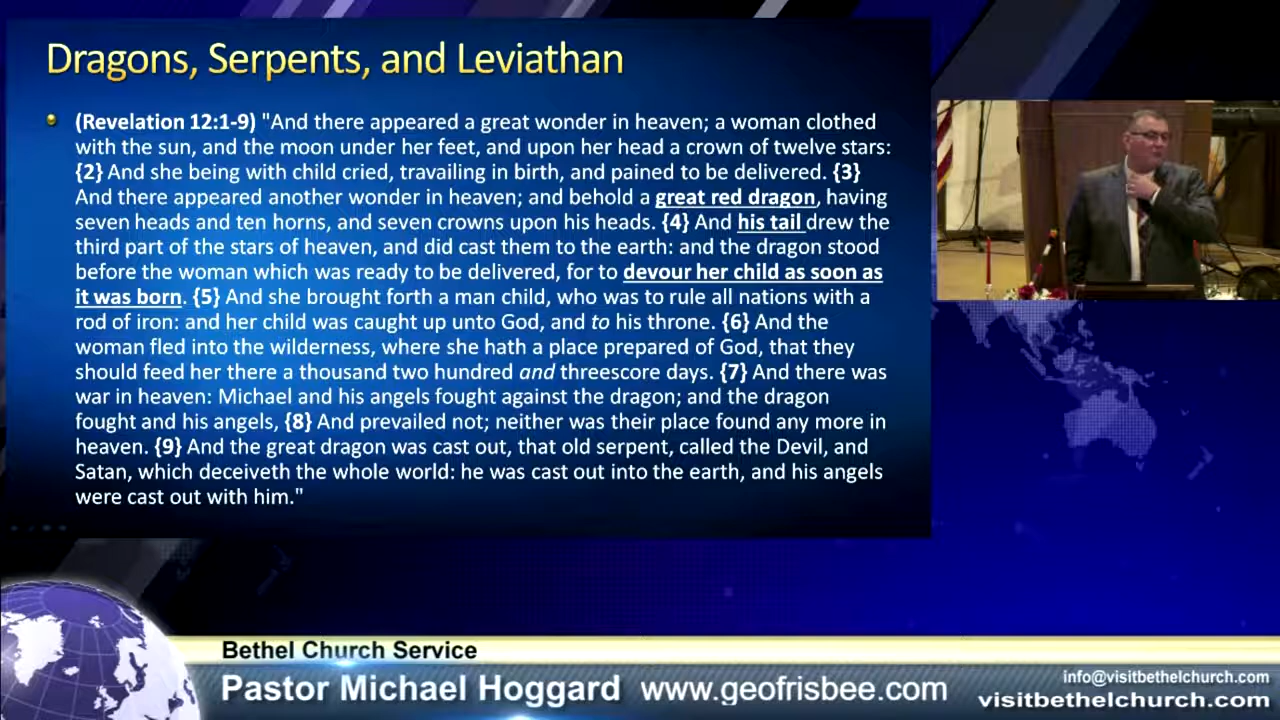 Dragons, Serpents, and Leviathan
(Revelation 12:1-9) "And there appeared a great wonder in heaven; a woman clothed
with the sun, and the moon under her feet, and upon her head a crown of twelve stars:
{2} And she being with child cried, travailing in birth, and pained to be delivered. {3}
And there appeared another wonder in heaven; and behold a great red dragon, having
seven heads and ten horns, and seven crowns upon his heads. {4} And his tail drew the
third part of the stars of heaven, and did cast them to the earth: and the dragon stood
before the woman which was ready to be delivered, for to devour her child as soon as
it was born. {5} And she brought forth a man child, who was to rule all nations with a
rod of iron: and her child was caught up unto God, and to his throne. {6} And the
woman fled into the wilderness, where she hath a place prepared of God, that they
should feed her there a thousand two hundred and threescore days. {7} And there was
war in heaven: Michael and his angels fought against the dragon; and the dragon
fought and his angels, {8} And prevailed not; neither was their place found any more in
heaven. {9} And the great dragon was cast out, that old serpent, called the Devil, and
Satan, which deceiveth the whole world: he was cast out into the earth, and his angels
were cast out with him."
Bethel Church Service
Pastor Michael Hoggard www.geofrisbee.com
info@visitbethelchurch.com
visitbethelchurch.com